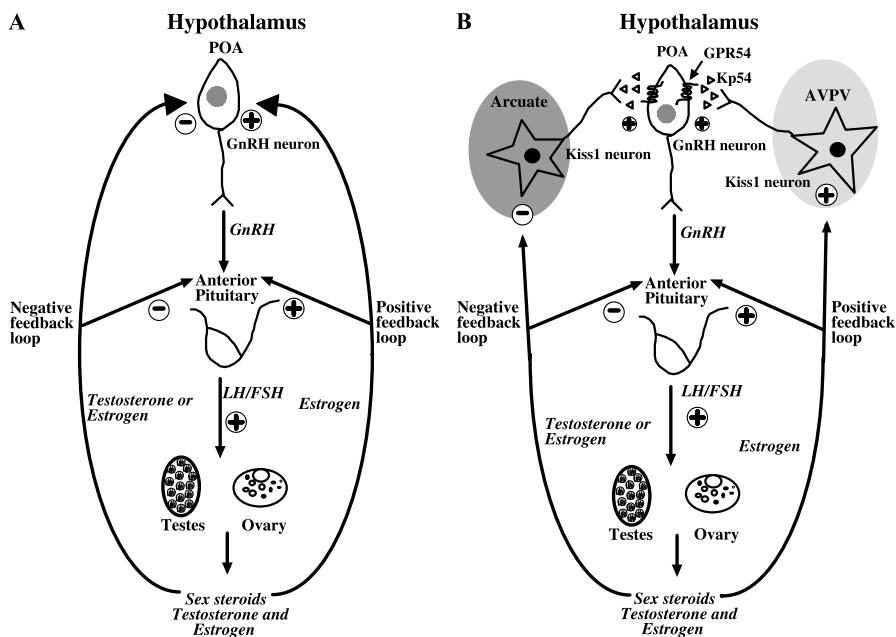 A
Hypothalamus
POA
GnRH neuron
GnRH
Anterior
Pituitary
Negative
feedback
loop
Positive
feedback
loop
LH/FSH
Testosterone or
Estrogen
Estrogen
Testes
Ovary
Sex steroids
Testosterone and
Estrogen
B
Hypothalamus
POA
GPR54
Kp54
Arcuate
AVPV
Kiss1 neuron
GnRH neuron
Kiss1 neuron
GnRH
Anterior
Pituitary
Negative
feedback
loop
Positive
feedback
loop
LH/FSH
Testosterone or
Estrogen
Estrogen
Testes
Ovary
Sex steroids
Testosterone and
Estrogen